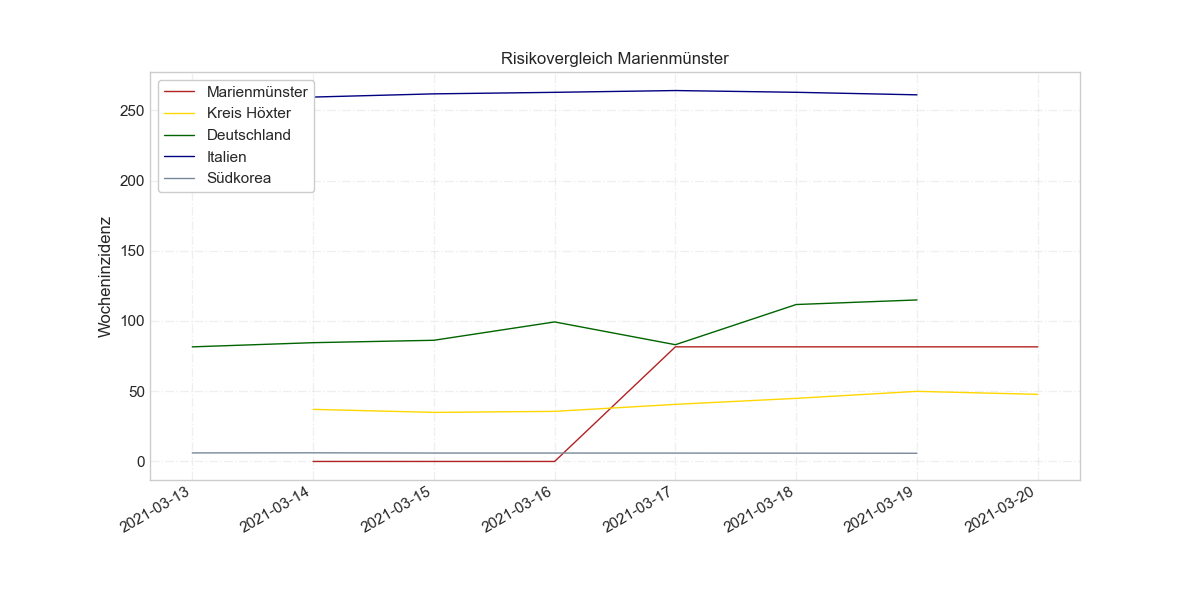 Risikovergleich Marienmünster
Marienmünster
Kreis Höxter
Deutschland
Italien
Südkorea
Wocheninzidenz
250
200
150
100
50
0
2021-03-13
2021-03-14
2021-03-15
2021-03-16
2021-03-17
2021-03-18
2021-03-19
2021-03-20